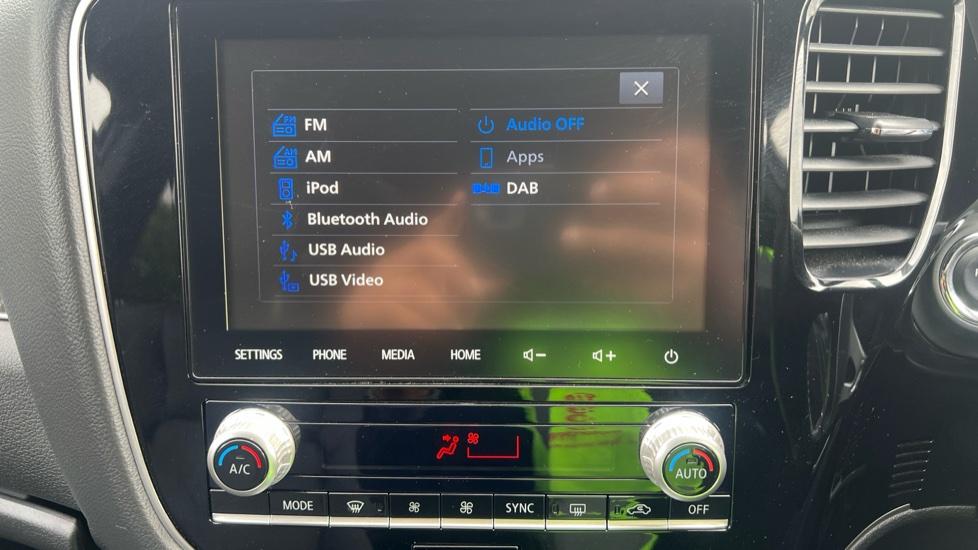 FM
AM
iPod
Bluetooth Audio
USB Audio
USB Video
Audio OFF
Apps
DAB
SETTINGS PHONE MEDIA HOME
A/C
AUTO
MODE SYNC OFF